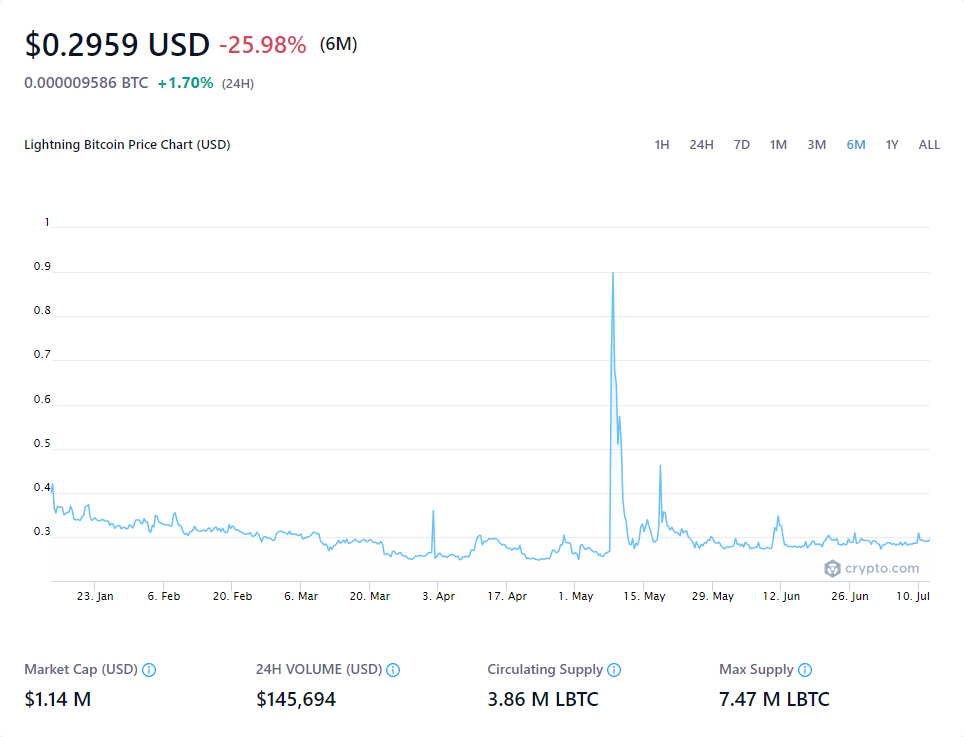 $0.2959 USD -25.98% (6M)
0.000009586 BTC +1.70% (24H)
Lightning Bitcoin Price Chart (USD) 1H 24H 7D 1M 3M 6M 1Y ALL
1
0.9
0.8
0.7
0.6
0.5
0.4
0.3
crypto.com
23. Jan 6. Feb 20. Feb 6. Mar 20. Mar 3. Apr 17. Apr 1. May 15. May 29. May 12. Jun 26. Jun 10. Jul
Market Cap (USD) 24H VOLUME (USD) Circulating Supply Max Supply
$1.14 M $145,694 3.86 M LBTC 7.47 M LBTC